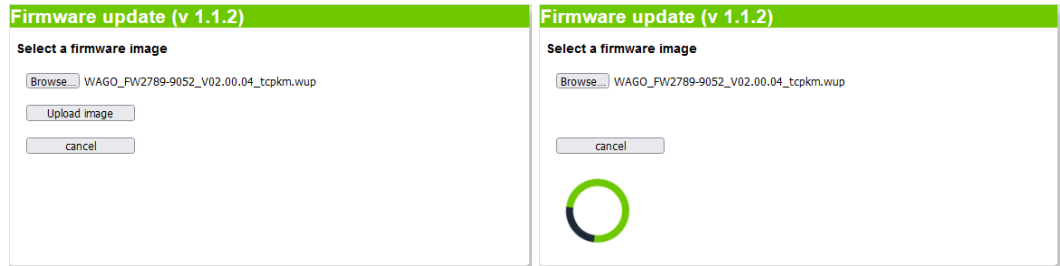 Firmware update (v 1.1.2)
Select a firmware image
Browse... WAGO_FW2789-9052_V02.00.04_tcpkm.wup
Upload image
cancel
Firmware update (v 1.1.2)
Select a firmware image
Browse... WAGO_FW2789-9052_V02.00.04_tcpkm.wup
cancel